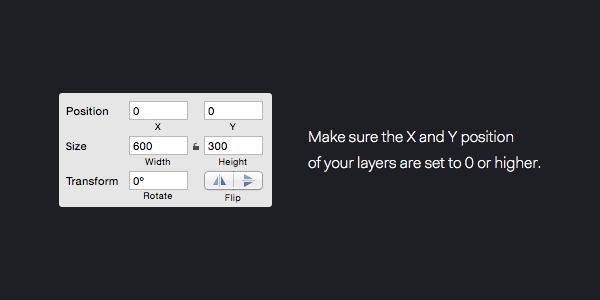 Position 0 0
X Y
Size 600 300
Width Height
Transform 0°
Rotate Flip
Make sure the X and Y position
of your layers are set to 0 or higher.